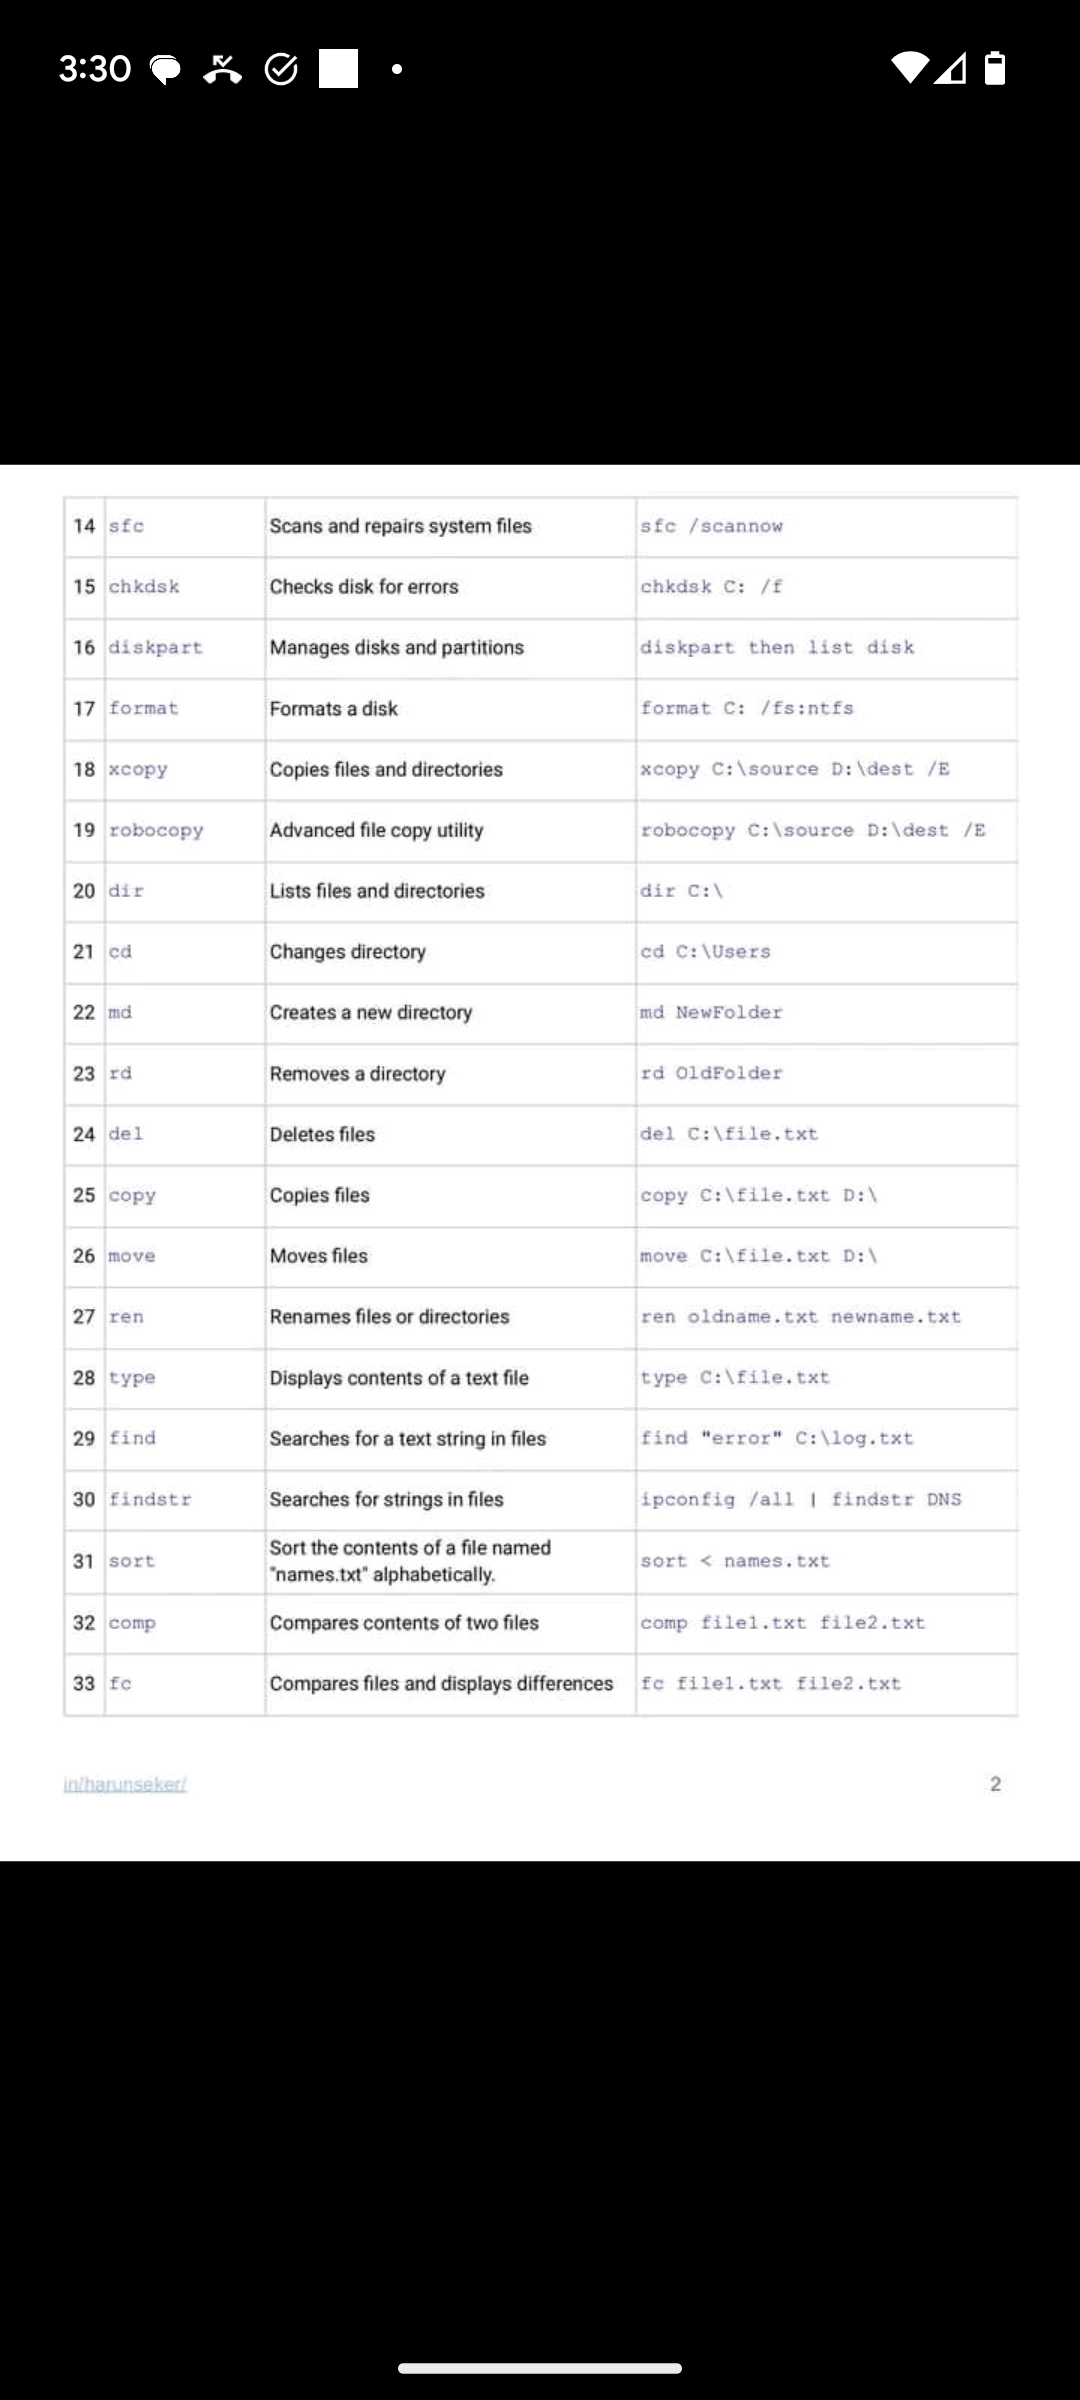 3:30
14 sfc Scans and repairs system files sfc /scannow
15 chkdsk Checks disk for errors chkdsk C: /f
16 diskpart Manages disks and partitions diskpart then list disk
17 format Formats a disk format C: /fs:ntfs
18 xcopy Copies files and directories xcopy C:\source D:\dest /E
19 robocopy Advanced file copy utility robocopy C:\source D:\dest /E
20 dir Lists files and directories dir C:\
21 cd Changes directory cd C:\Users
22 md Creates a new directory md NewFolder
23 rd Removes a directory rd OldFolder
24 del Deletes files del C:\file.txt
25 copy Copies files copy C:\file.txt D:\
26 move Moves files move C:\file.txt D:\
27 ren Renames files or directories ren oldname.txt newname.txt
28 type Displays contents of a text file type C:\file.txt
29 find Searches for a text string in files find "error" C:\log.txt
30 findstr Searches for strings in files ipconfig /all | findstr DNS
31 sort Sort the contents of a file named "names.txt" alphabetically. sort < names.txt
32 comp Compares contents of two files comp file1.txt file2.txt
33 fc Compares files and displays differences fc file1.txt file2.txt
in/harunseker/ 2